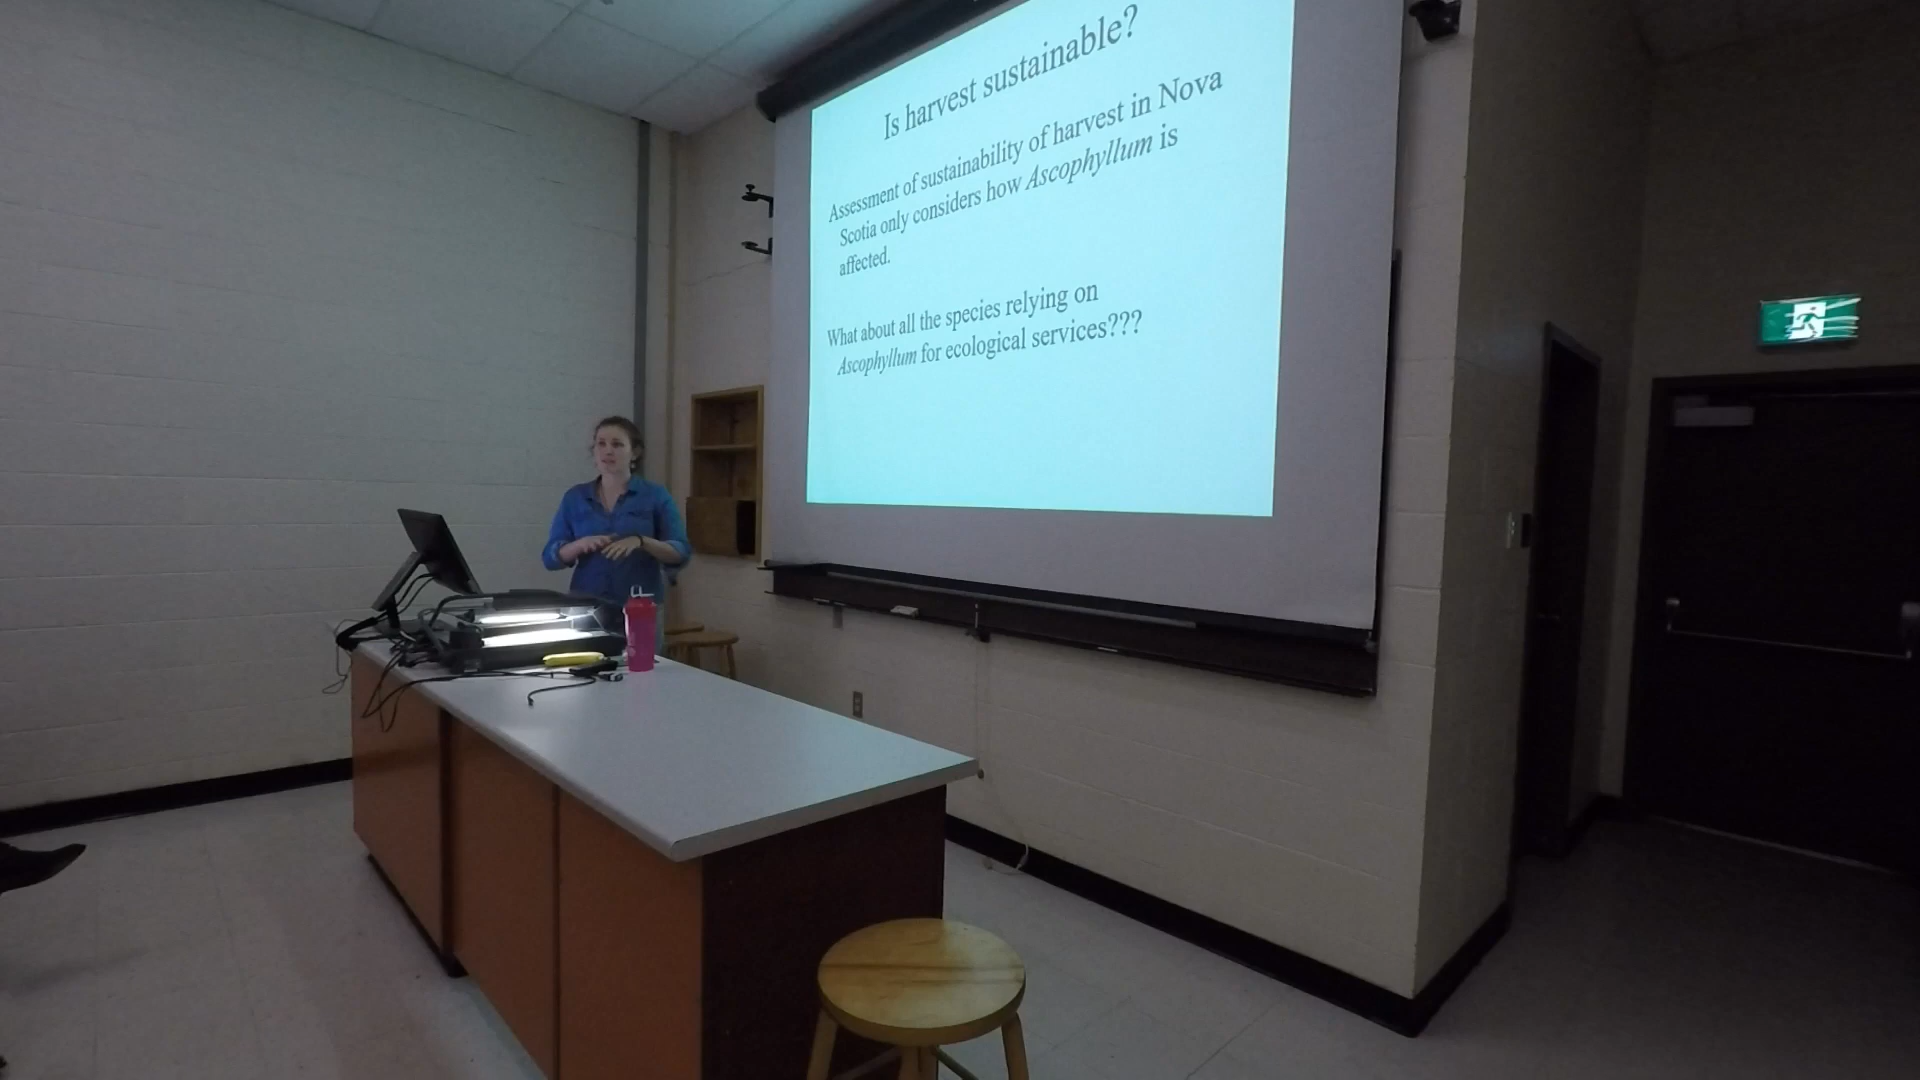 Is harvest sustainable?
Assessment of sustainability of harvest in Nova
Scotia only considers how Ascophyllum is
affected.
What about all the species relying on
Ascophyllum for ecological services???